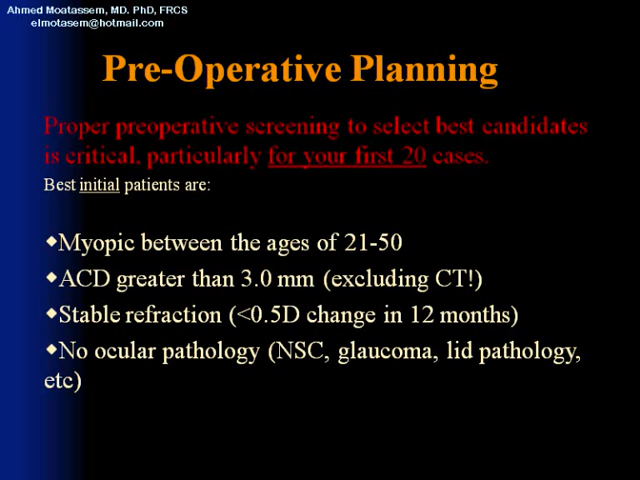 Ahmed Moatassem, MD. PhD, FRCS
elmotasem@hotmail.com
Pre-Operative Planning
Proper preoperative screening to select best candidates
is critical, particularly for your first 20 cases.
Best initial patients are:
◆Myopic between the ages of 21-50
◆ACD greater than 3.0 mm (excluding CT!)
◆Stable refraction (<0.5D change in 12 months)
◆No ocular pathology (NSC, glaucoma, lid pathology,
etc)